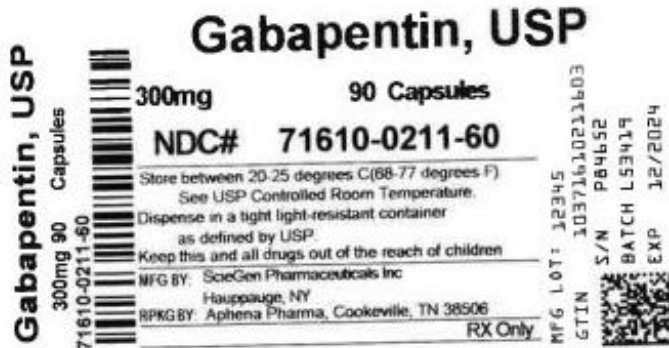 Gabapentin, USP
300mg 90 Capsules
71610-0211-60
Gabapentin, USP
300mg 90 Capsules
NDC# 71610-0211-60
Store between 20-25 degrees C(68-77 degrees F)
See USP Controlled Room Temperature.
Dispense in a tight light-resistant container
as defined by USP.
Keep this and all drugs out of the reach of children
MFG BY: ScieGen Pharmaceuticals Inc
Hauppauge, NY
RPKG BY: Aphena Pharma, Cookeville, TN 38506
RX Only
MFG LOT: 12345
GTIN 10371610211603
S/N PB4652
BATCH L53419
EXP 12/2024